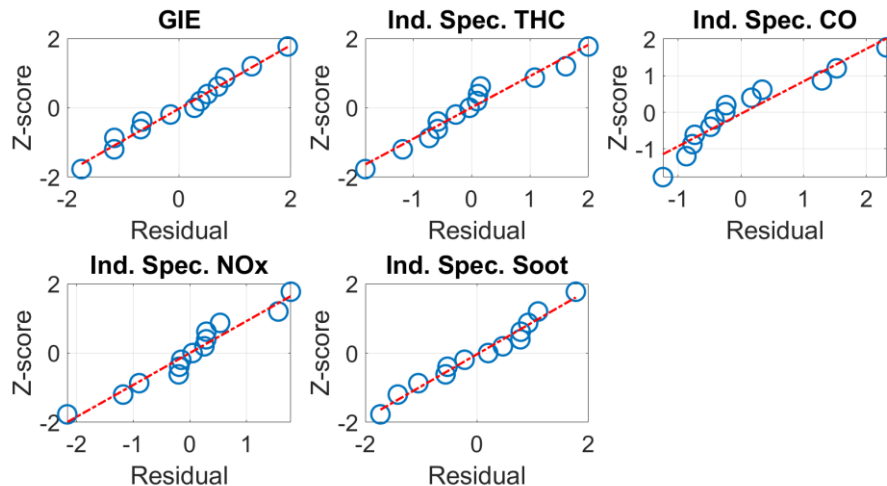 GIE
Z-score
2
0
-2
-2
0
2
Residual
Ind. Spec. THC
Z-score
2
0
-2
0
2
Residual
Ind. Spec. CO
Z-score
2
1
0
-1
-1
0
1
2
Residual
Ind. Spec. NOx
Z-score
2
0
-2
-2
-1
0
1
Residual
Ind. Spec. Soot
Z-score
2
0
-2
-2
0
2
Residual